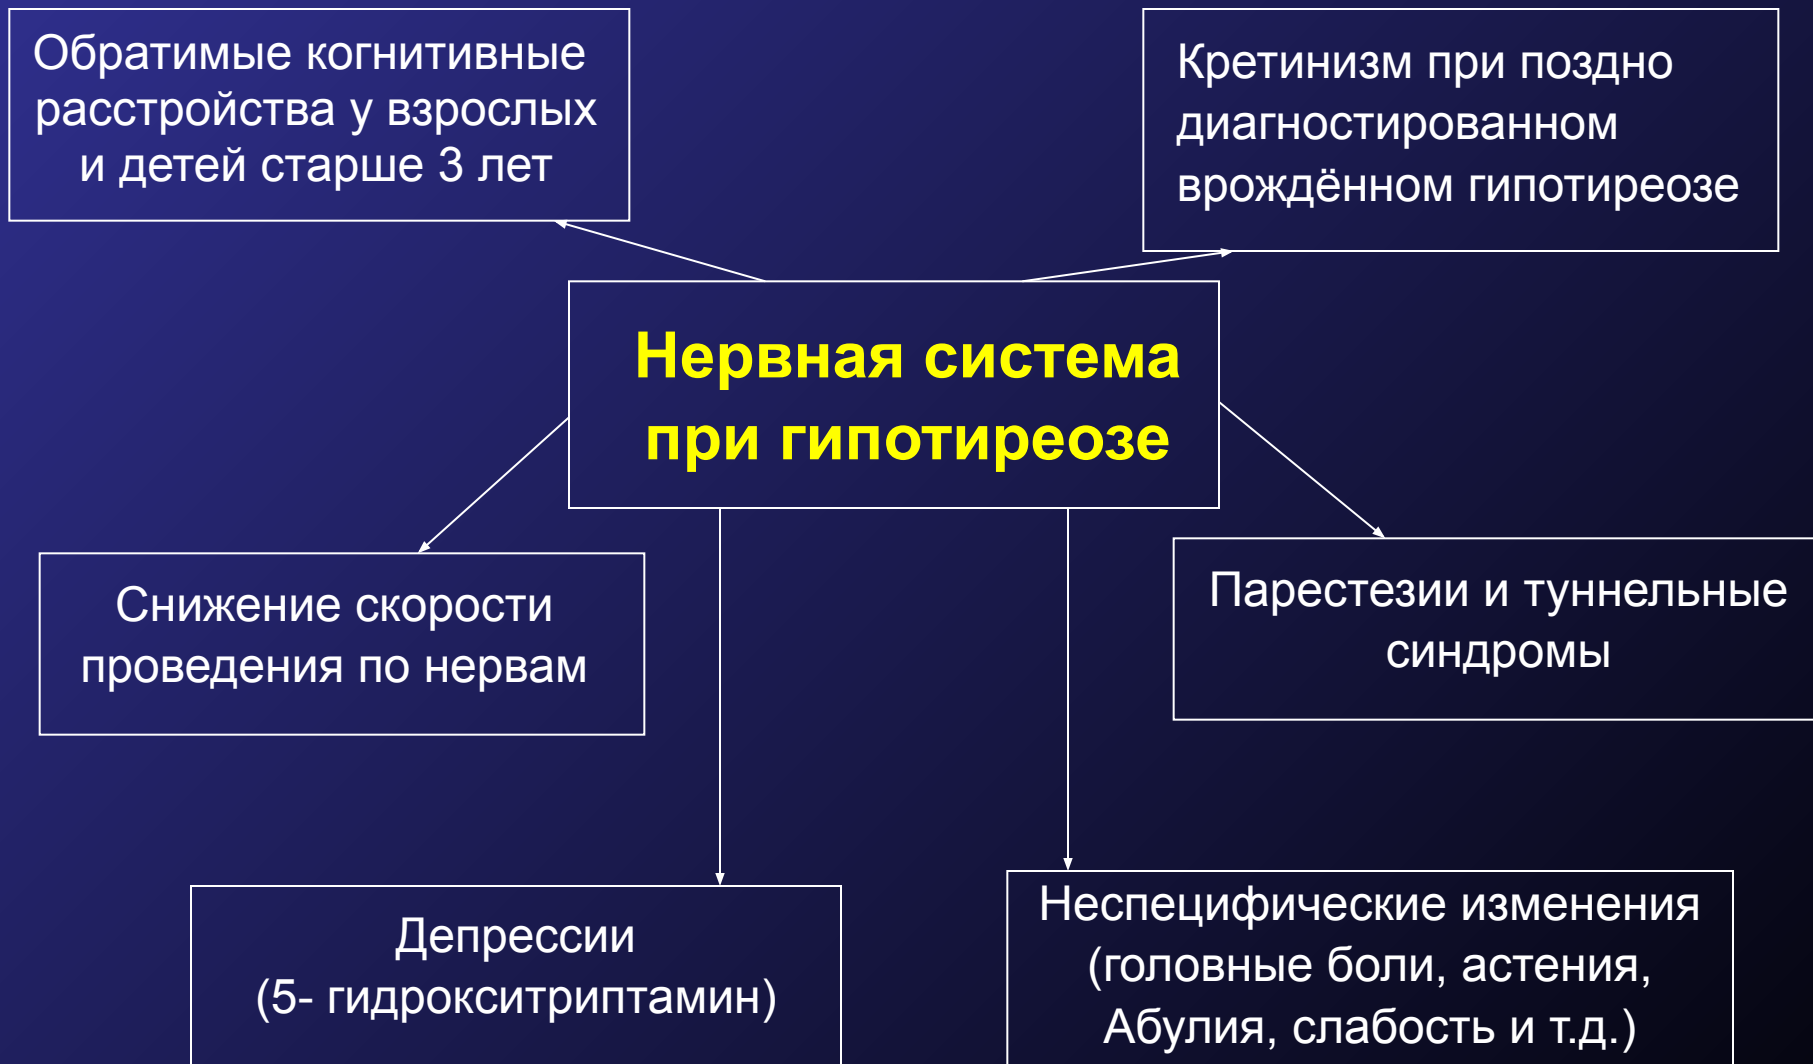 Обратимые когнитивные
расстройства у взрослых
и детей старше 3 лет
Кретинизм при поздно
диагностированном
врождённом гипотиреозе
Нервная система
при гипотиреозе
Снижение скорости
проведения по нервам
Парестезии и туннельные
синдромы
Депрессии
(5- гидрокситриптамин)
Неспецифические изменения
(головные боли, астения,
Абулия, слабость и т.д.)